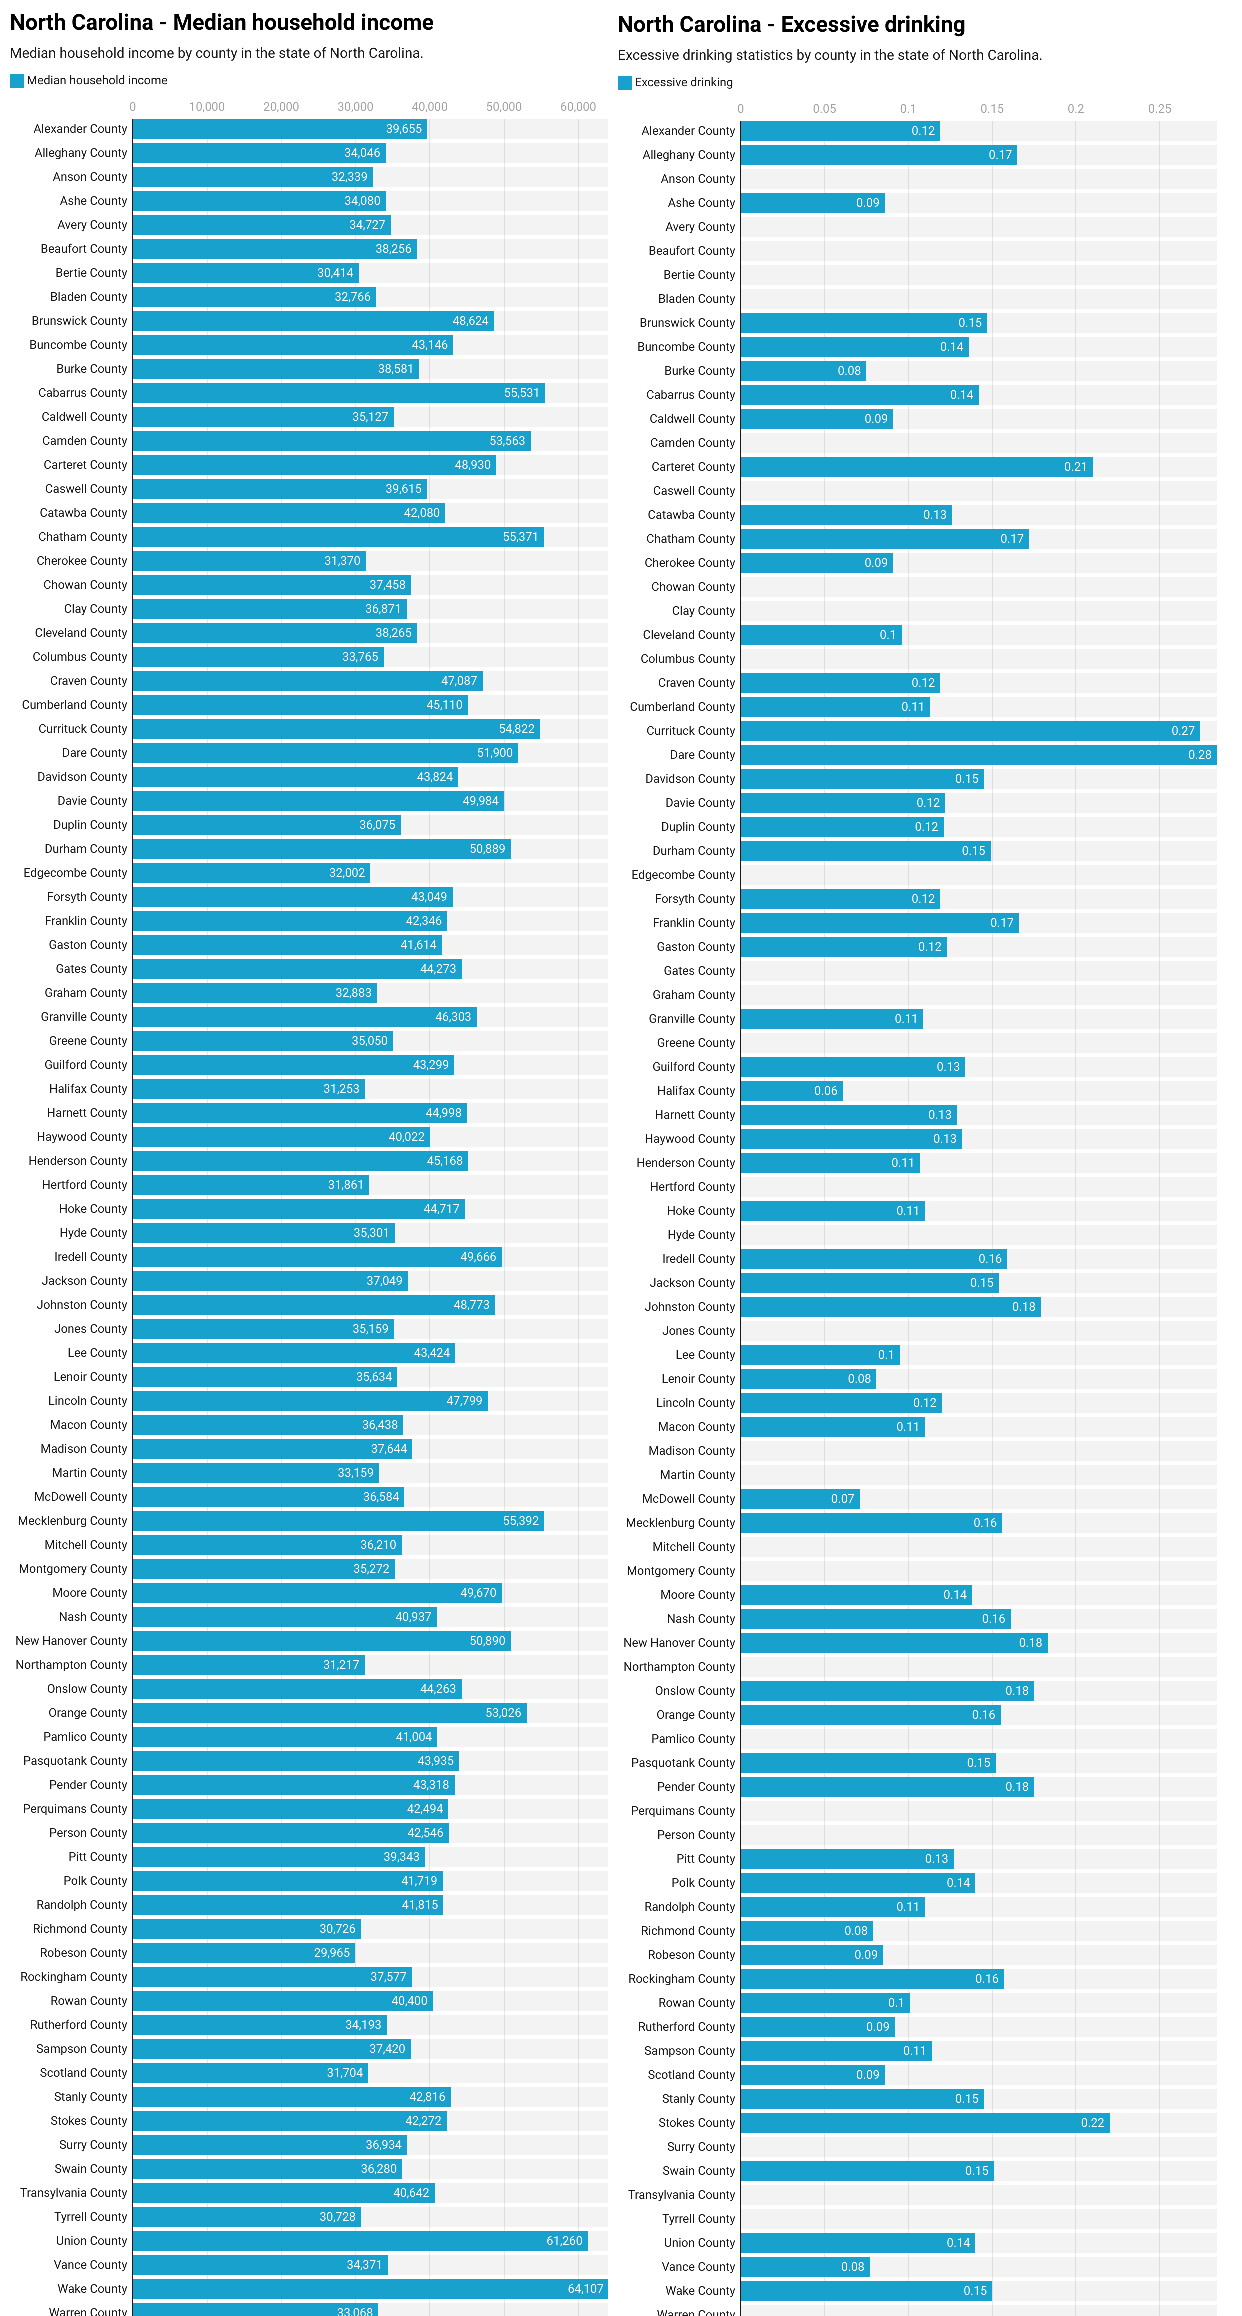 North Carolina - Median household income
Median household income by county in the state of North Carolina.
Median household income
0 10,000 20,000 30,000 40,000 50,000 60,000
Alexander County 39,655
Alleghany County 34,046
Anson County 32,339
Ashe County 34,080
Avery County 34,727
Beaufort County 38,256
Bertie County 30,414
Bladen County 32,766
Brunswick County 48,624
Buncombe County 43,146
Burke County 38,581
Cabarrus County 55,531
Caldwell County 35,127
Camden County 53,563
Carteret County 48,930
Caswell County 39,615
Catawba County 42,080
Chatham County 55,371
Cherokee County 31,370
Chowan County 37,458
Clay County 36,871
Cleveland County 38,265
Columbus County 33,765
Craven County 47,087
Cumberland County 45,110
Currituck County 54,822
Dare County 51,900
Davidson County 43,824
Davie County 49,984
Duplin County 36,075
Durham County 50,889
Edgecombe County 32,002
Forsyth County 43,049
Franklin County 42,346
Gaston County 41,614
Gates County 44,273
Graham County 32,883
Granville County 46,303
Greene County 35,050
Guilford County 43,299
Halifax County 31,253
Harnett County 44,998
Haywood County 40,022
Henderson County 45,168
Hertford County 31,861
Hoke County 44,717
Hyde County 35,301
Iredell County 49,666
Jackson County 37,049
Johnston County 48,773
Jones County 35,159
Lee County 43,424
Lenoir County 35,634
Lincoln County 47,799
Macon County 36,438
Madison County 37,644
Martin County 33,159
McDowell County 36,584
Mecklenburg County 55,392
Mitchell County 36,210
Montgomery County 35,272
Moore County 49,670
Nash County 40,937
New Hanover County 50,890
Northampton County 31,217
Onslow County 44,263
Orange County 53,026
Pamlico County 41,004
Pasquotank County 43,935
Pender County 43,318
Perquimans County 42,494
Person County 42,546
Pitt County 39,343
Polk County 41,719
Randolph County 41,815
Richmond County 30,726
Robeson County 29,965
Rockingham County 37,577
Rowan County 40,400
Rutherford County 34,193
Sampson County 37,420
Scotland County 31,704
Stanly County 42,816
Stokes County 42,272
Surry County 36,934
Swain County 36,280
Transylvania County 40,642
Tyrrell County 30,728
Union County 61,260
Vance County 34,371
Wake County 64,107
Warren County 33,068
North Carolina - Excessive drinking
Excessive drinking statistics by county in the state of North Carolina.
Excessive drinking
0 0.05 0.1 0.15 0.2 0.25
Alexander County 0.12
Alleghany County 0.17
Anson County
Ashe County 0.09
Avery County
Beaufort County
Bertie County
Bladen County
Brunswick County 0.15
Buncombe County 0.14
Burke County 0.08
Cabarrus County 0.14
Caldwell County 0.09
Camden County
Carteret County 0.21
Caswell County
Catawba County 0.13
Chatham County 0.17
Cherokee County 0.09
Chowan County
Clay County
Cleveland County 0.1
Columbus County
Craven County 0.12
Cumberland County 0.11
Currituck County 0.27
Dare County 0.28
Davidson County 0.15
Davie County 0.12
Duplin County 0.12
Durham County 0.15
Edgecombe County
Forsyth County 0.12
Franklin County 0.17
Gaston County 0.12
Gates County
Graham County
Granville County 0.11
Greene County
Guilford County 0.13
Halifax County 0.06
Harnett County 0.13
Haywood County 0.13
Henderson County 0.11
Hertford County
Hoke County 0.11
Hyde County
Iredell County 0.16
Jackson County 0.15
Johnston County 0.18
Jones County
Lee County 0.1
Lenoir County 0.08
Lincoln County 0.12
Macon County 0.11
Madison County
Martin County
McDowell County 0.07
Mecklenburg County 0.16
Mitchell County
Montgomery County
Moore County 0.14
Nash County 0.16
New Hanover County 0.18
Northampton County
Onslow County 0.18
Orange County 0.16
Pamlico County
Pasquotank County 0.15
Pender County 0.18
Perquimans County
Person County
Pitt County 0.13
Polk County 0.14
Randolph County 0.11
Richmond County 0.08
Robeson County 0.09
Rockingham County 0.16
Rowan County 0.1
Rutherford County 0.09
Sampson County 0.11
Scotland County 0.09
Stanly County 0.15
Stokes County 0.22
Surry County
Swain County 0.15
Transylvania County
Tyrrell County
Union County 0.14
Vance County 0.08
Wake County 0.15
Warren County